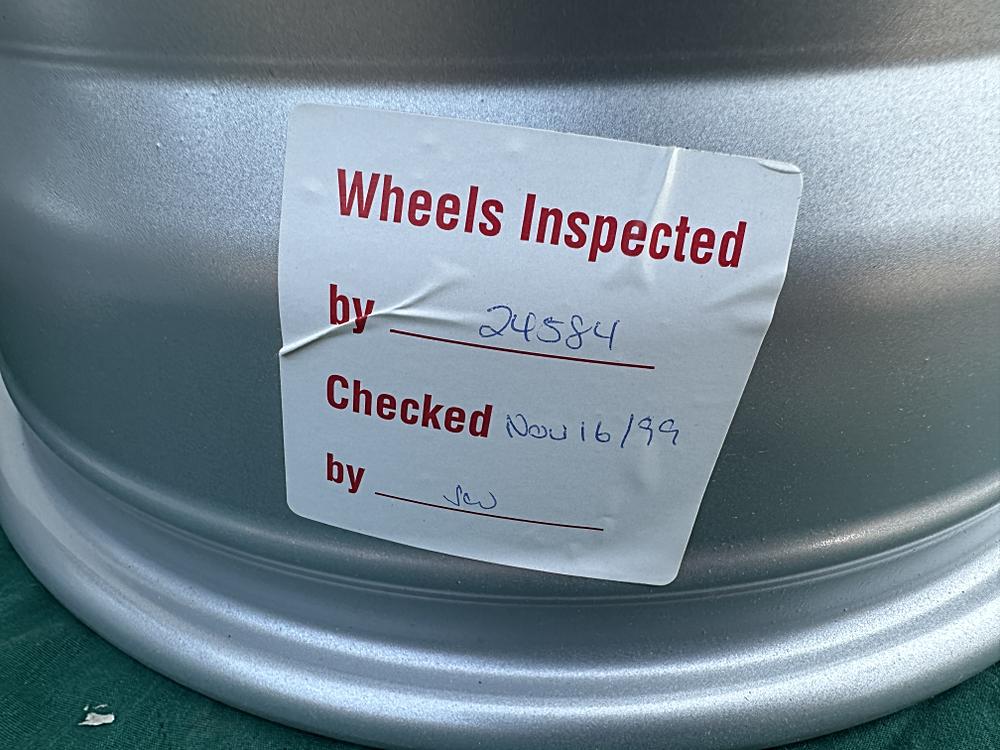 Wheels Inspected
by 24584
Checked Nov 16/99
by